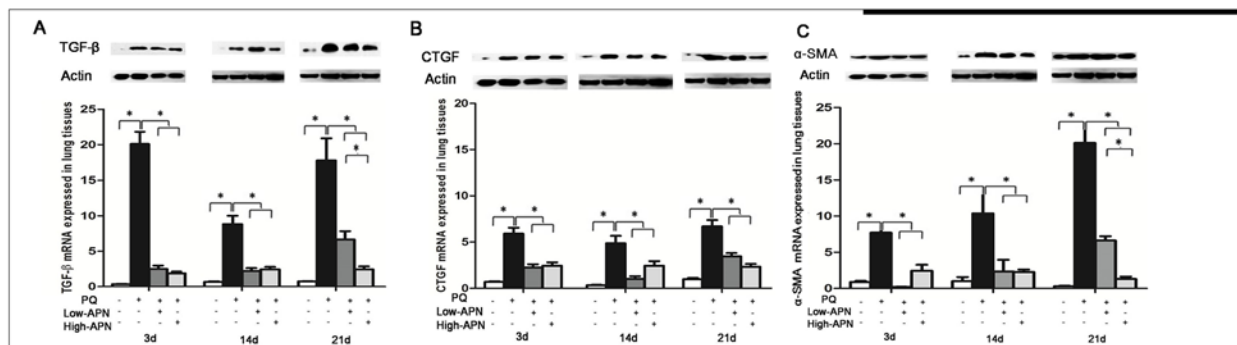 A
TGF-β
Actin
TGF-β mRNA expressed in lung tissues
25
20
15
10
5
0
* * *
* *
* * *
- + + + - + + + - + + + PQ
- - + - - - + - - - + - Low-APN
- - - + - - - + - - - + High-APN
3d 14d 21d
B
CTGF
Actin
CTGF mRNA expressed in lung tissues
20
15
10
5
0
* *
* *
* *
- + + + - + + + - + + + PQ
- - + - - - + - - - + - Low-APN
- - - + - - - + - - - + High-APN
3d 14d 21d
C
α-SMA
Actin
α-SMA mRNA expressed in lung tissues
25
20
15
10
5
0
* *
* *
* * *
- + + + - + + + - + + + PQ
- - + - - - + - - - + - Low-APN
- - - + - - - + - - - + High-APN
3d 14d 21d